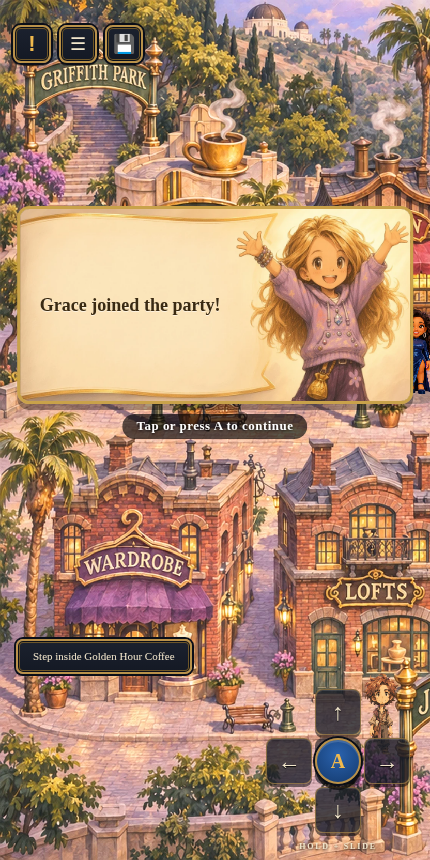 !
☰
GRIFFITH PARK
N
Grace joined the party!
Tap or press A to continue
WARDROBE
LOFTS
Step inside Golden Hour Coffee
J
↑
← A →
↓
HOLD - SLIDE